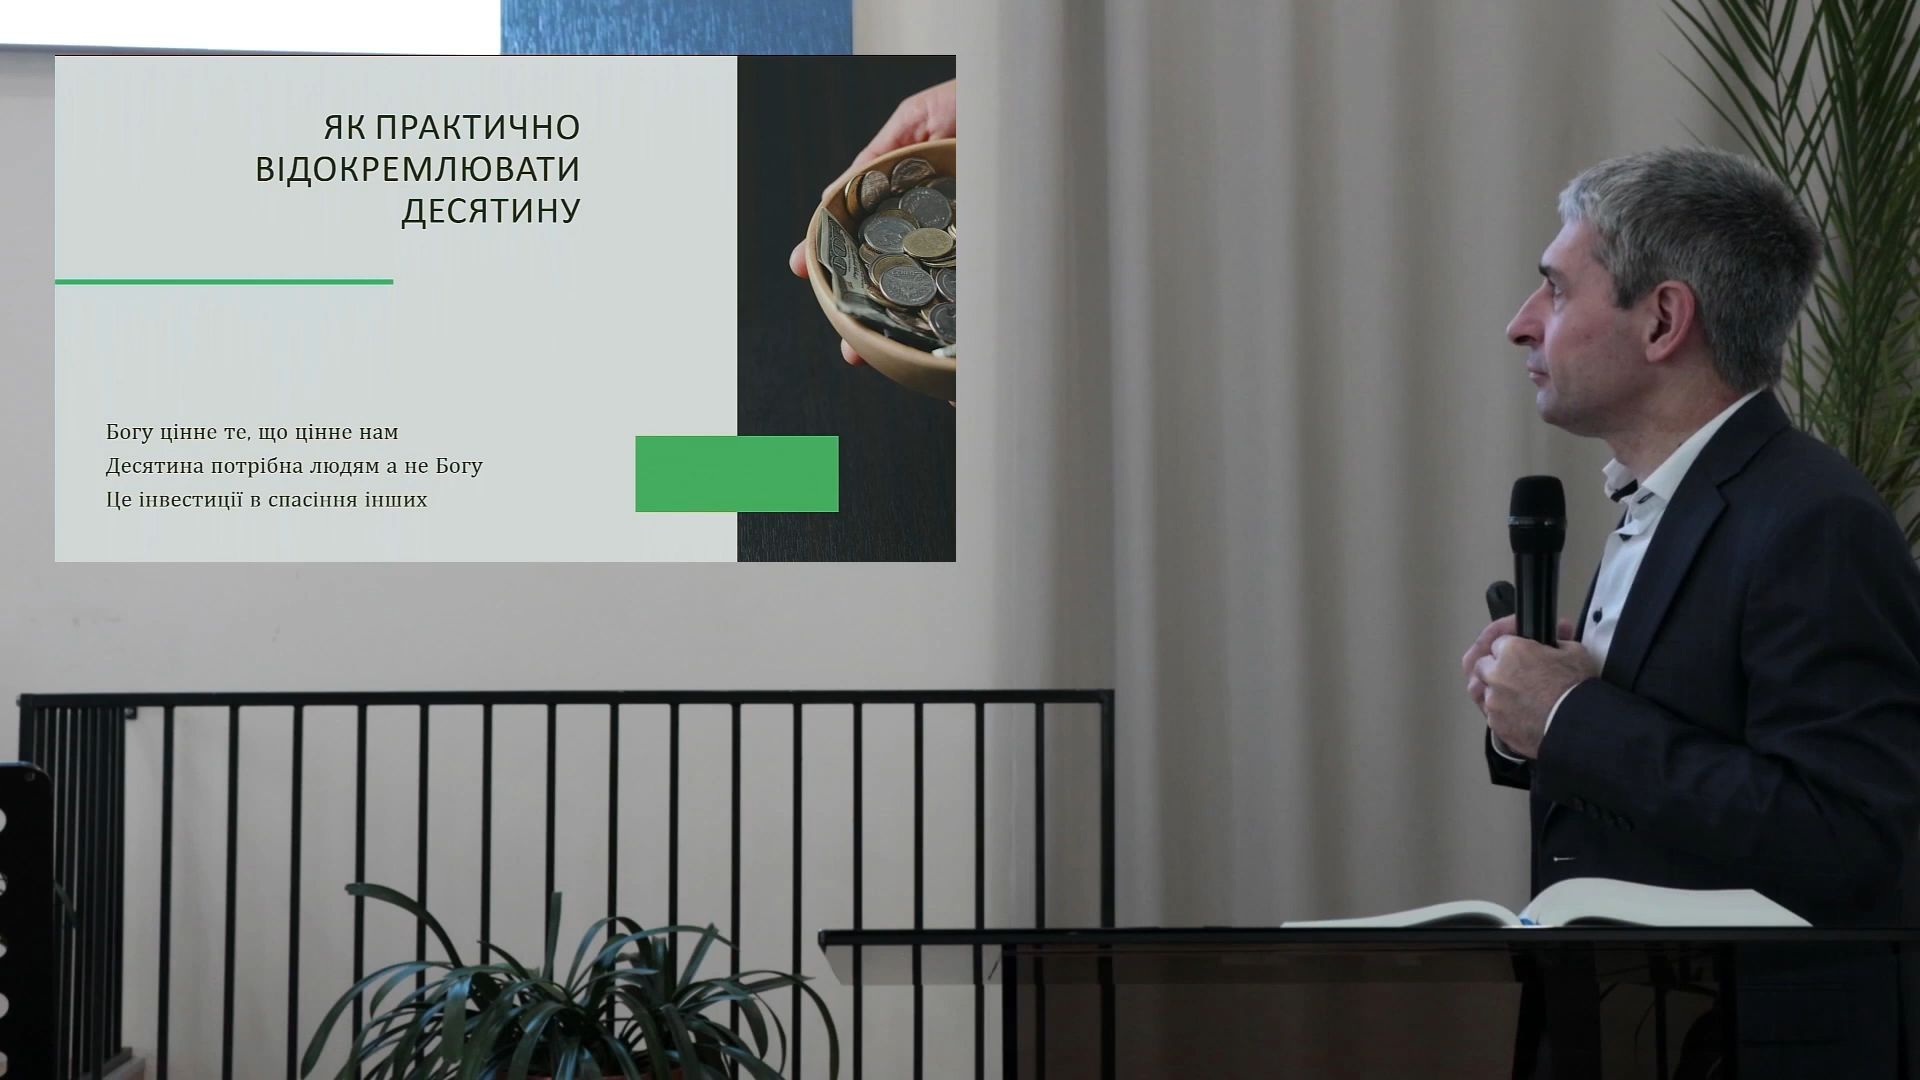 ЯК ПРАКТИЧНО
ВІДОКРЕМЛЮВАТИ
ДЕСЯТИНУ
Богу цінне те, що цінне нам
Десятина потрібна людям а не Богу
Це інвестиції в спасіння інших